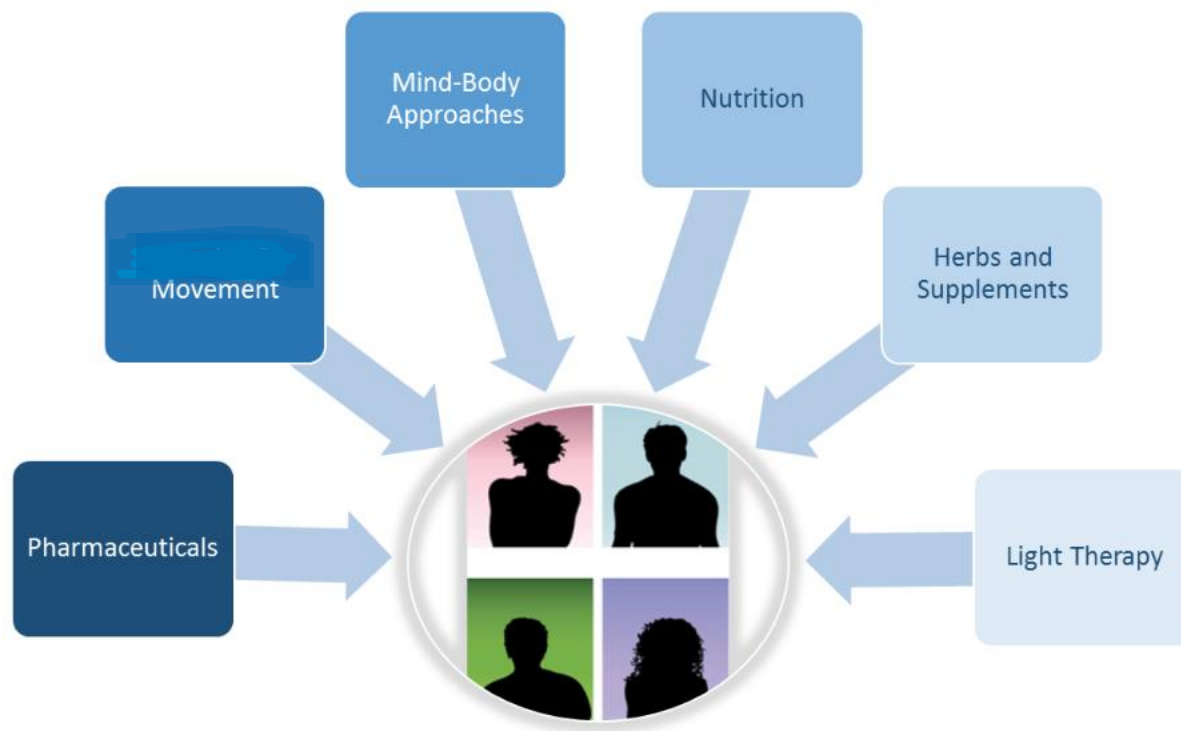 Mind-Body
Approaches
Nutrition
Movement
Herbs and
Supplements
Pharmaceuticals
Light Therapy